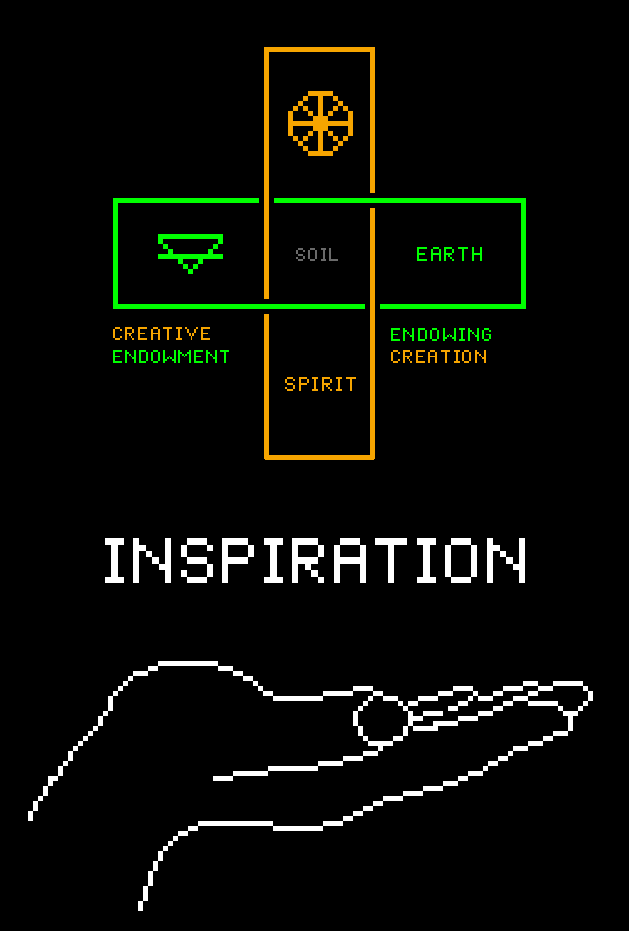 SOIL
EARTH
CREATIVE
ENDOWMENT
ENDOWING
CREATION
SPIRIT
INSPIRATION